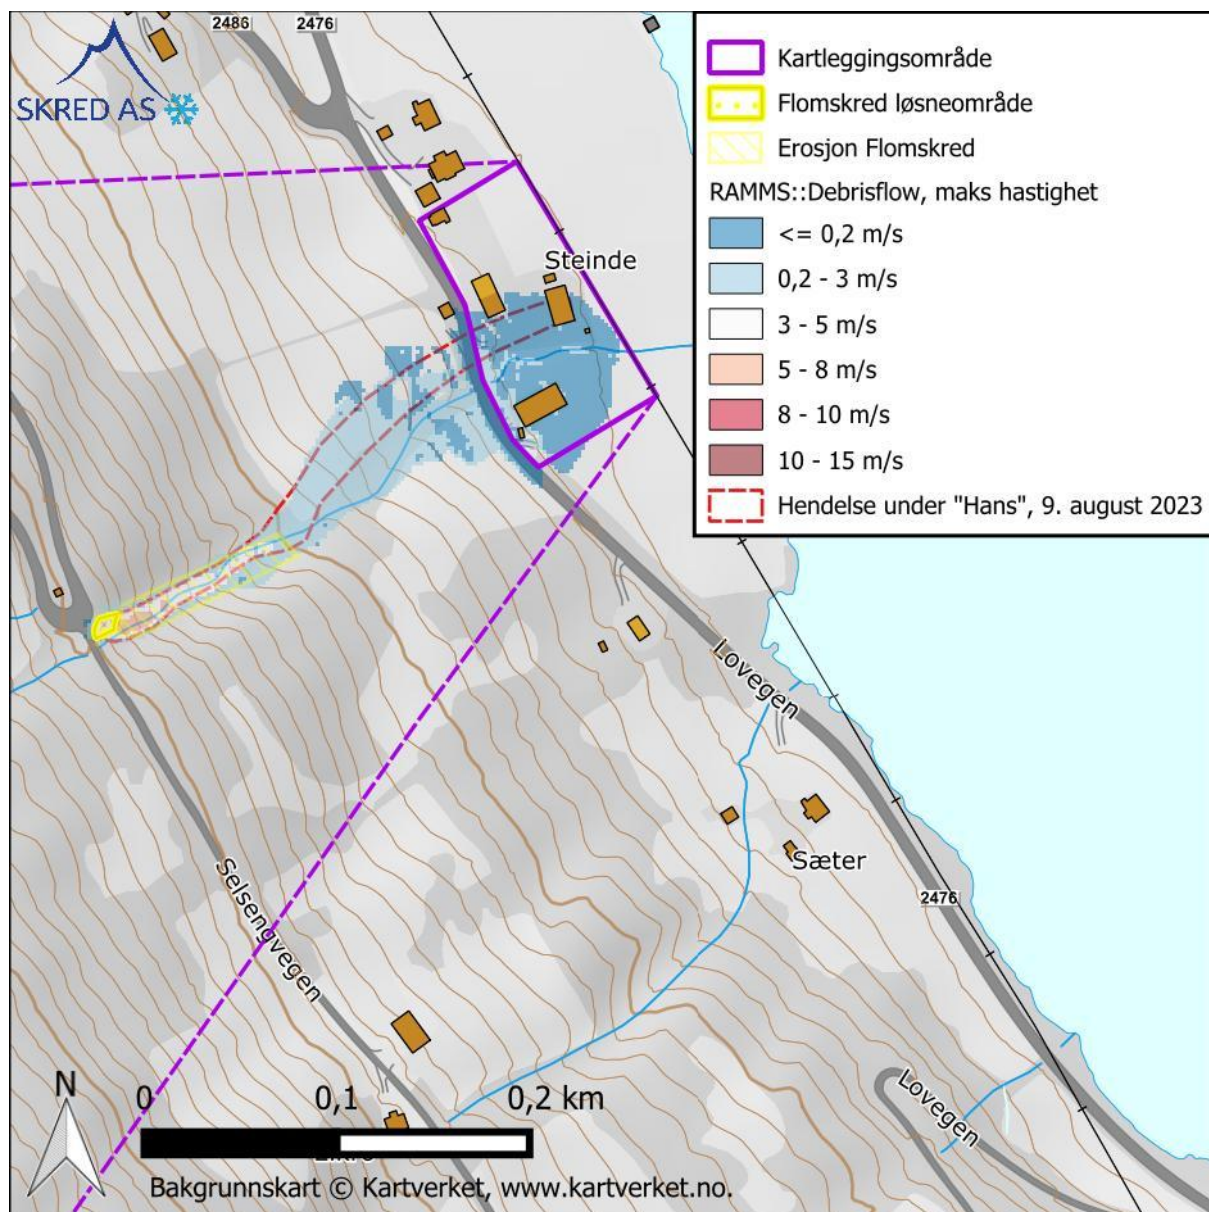 2486
2476
SKRED AS
Kartleggingsområde
Flomskred løsneområde
Erosjon Flomskred
RAMMS::Debrisflow, maks hastighet
<= 0,2 m/s
0,2 - 3 m/s
3 - 5 m/s
5 - 8 m/s
8 - 10 m/s
10 - 15 m/s
Hendelse under "Hans", 9. august 2023
Steinde
Lovegen
Sæter
2476
Selsengvegen
Lovegen
N
0
0,1
0,2 km
Bakgrunnskart © Kartverket, www.kartverket.no.